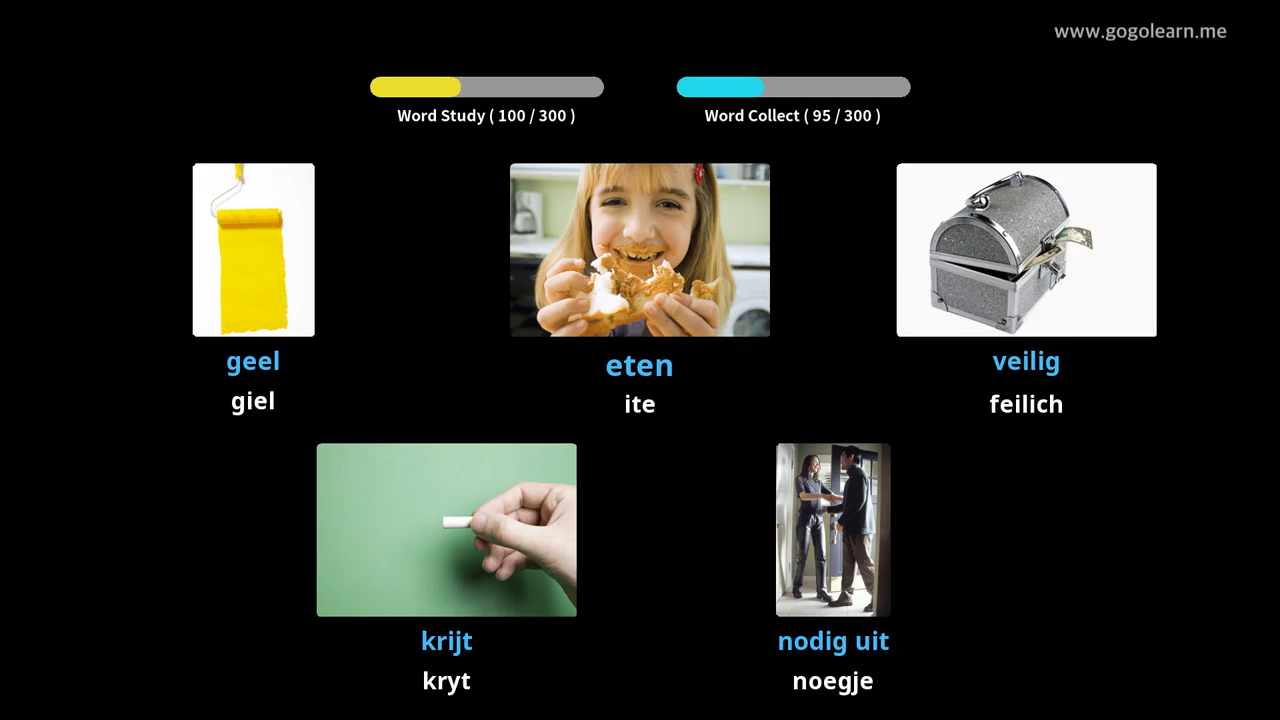 www.gogolearn.me
Word Study ( 100 / 300 )
Word Collect ( 95 / 300 )
geel
giel
eten
ite
veilig
feilich
krijt
kryt
nodig uit
noegje